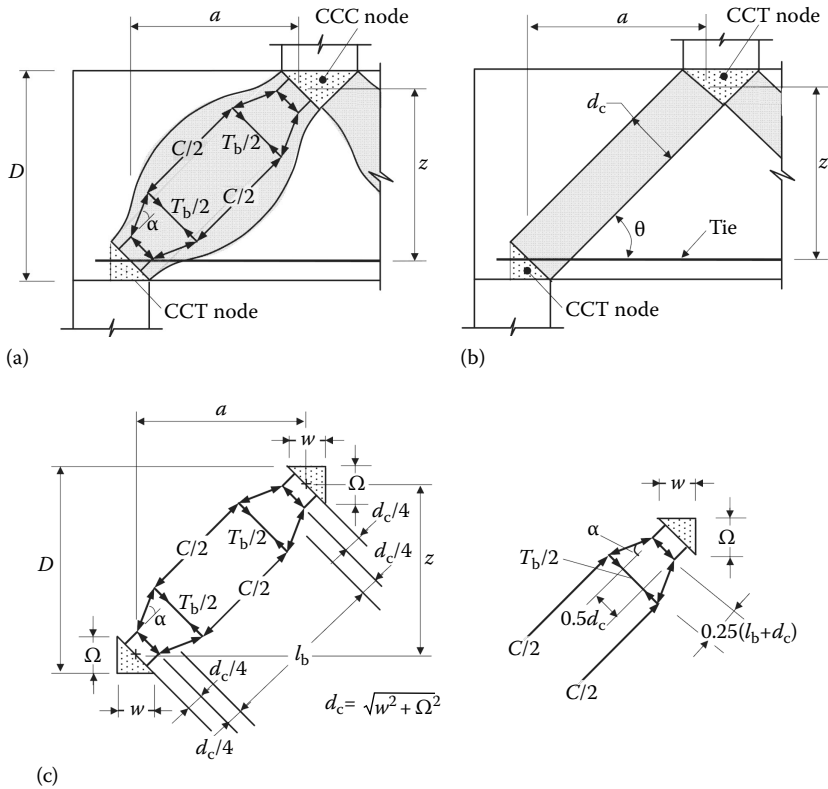 a
CCC node
D
C/2
T_b/2
C/2
T_b/2
α
z
CCT node
(a)
a
CCT node
d_c
z
θ
Tie
CCT node
(b)
a
w
Ω
d_c/4
d_c/4
D
C/2
T_b/2
C/2
z
T_b/2
α
l_b
Ω
w
d_c/4
d_c/4
d_c= √w² + Ω²
w
α
Ω
T_b/2
0.5d_c
0.25(l_b+d_c)
C/2
C/2
(c)